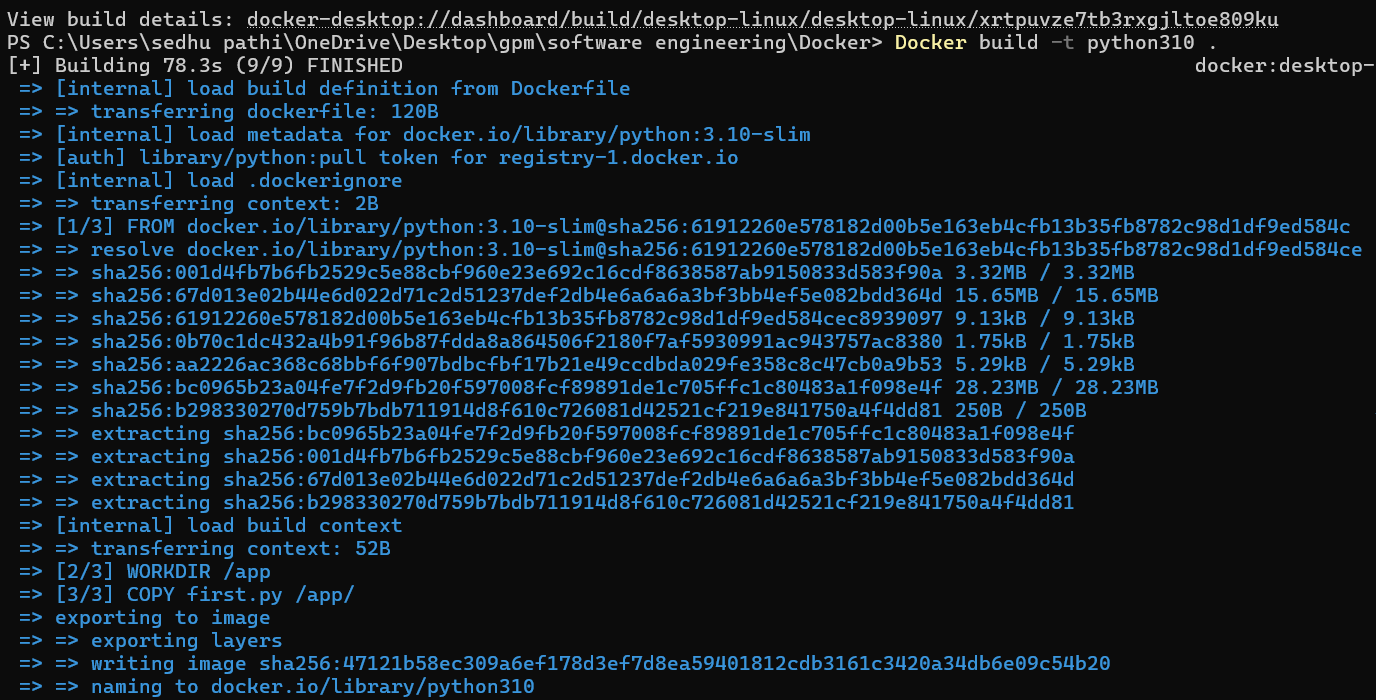 View build details: docker-desktop://dashboard/build/desktop-linux/desktop-linux/xrtpuvze7tb3rxgjltoe809ku
PS C:\Users\sedhu pathi\OneDrive\Desktop\gpm\software engineering\Docker> Docker build -t python310 .
[+] Building 78.3s (9/9) FINISHED docker:desktop-
=> [internal] load build definition from Dockerfile
=> => transferring dockerfile: 120B
=> [internal] load metadata for docker.io/library/python:3.10-slim
=> [auth] library/python:pull token for registry-1.docker.io
=> [internal] load .dockerignore
=> => transferring context: 2B
=> [1/3] FROM docker.io/library/python:3.10-slim@sha256:61912260e578182d00b5e163eb4cfb13b35fb8782c98d1df9ed584c
=> => resolve docker.io/library/python:3.10-slim@sha256:61912260e578182d00b5e163eb4cfb13b35fb8782c98d1df9ed584ce
=> => sha256:001d4fb7b6fb2529c5e88cbf960e23e692c16cdf8638587ab9150833d583f90a 3.32MB / 3.32MB
=> => sha256:67d013e02b44e6d022d71c2d51237def2db4e6a6a6a3bf3bb4ef5e082bdd364d 15.65MB / 15.65MB
=> => sha256:61912260e578182d00b5e163eb4cfb13b35fb8782c98d1df9ed584cec8939097 9.13kB / 9.13kB
=> => sha256:0b70c1dc432a4b91f96b87fdda8a864506f2180f7af5930991ac943757ac8380 1.75kB / 1.75kB
=> => sha256:aa2226ac368c68bbf6f907bdbcfbf17b21e49ccdbda029fe358c8c47cb0a9b53 5.29kB / 5.29kB
=> => sha256:bc0965b23a04fe7f2d9fb20f597008fcf89891de1c705ffc1c80483a1f098e4f 28.23MB / 28.23MB
=> => sha256:b298330270d759b7bdb711914d8f610c726081d42521cf219e841750a4f4dd81 250B / 250B
=> => extracting sha256:bc0965b23a04fe7f2d9fb20f597008fcf89891de1c705ffc1c80483a1f098e4f
=> => extracting sha256:001d4fb7b6fb2529c5e88cbf960e23e692c16cdf8638587ab9150833d583f90a
=> => extracting sha256:67d013e02b44e6d022d71c2d51237def2db4e6a6a6a3bf3bb4ef5e082bdd364d
=> => extracting sha256:b298330270d759b7bdb711914d8f610c726081d42521cf219e841750a4f4dd81
=> [internal] load build context
=> => transferring context: 52B
=> [2/3] WORKDIR /app
=> [3/3] COPY first.py /app/
=> exporting to image
=> => exporting layers
=> => writing image sha256:47121b58ec309a6ef178d3ef7d8ea59401812cdb3161c3420a34db6e09c54b20
=> => naming to docker.io/library/python310